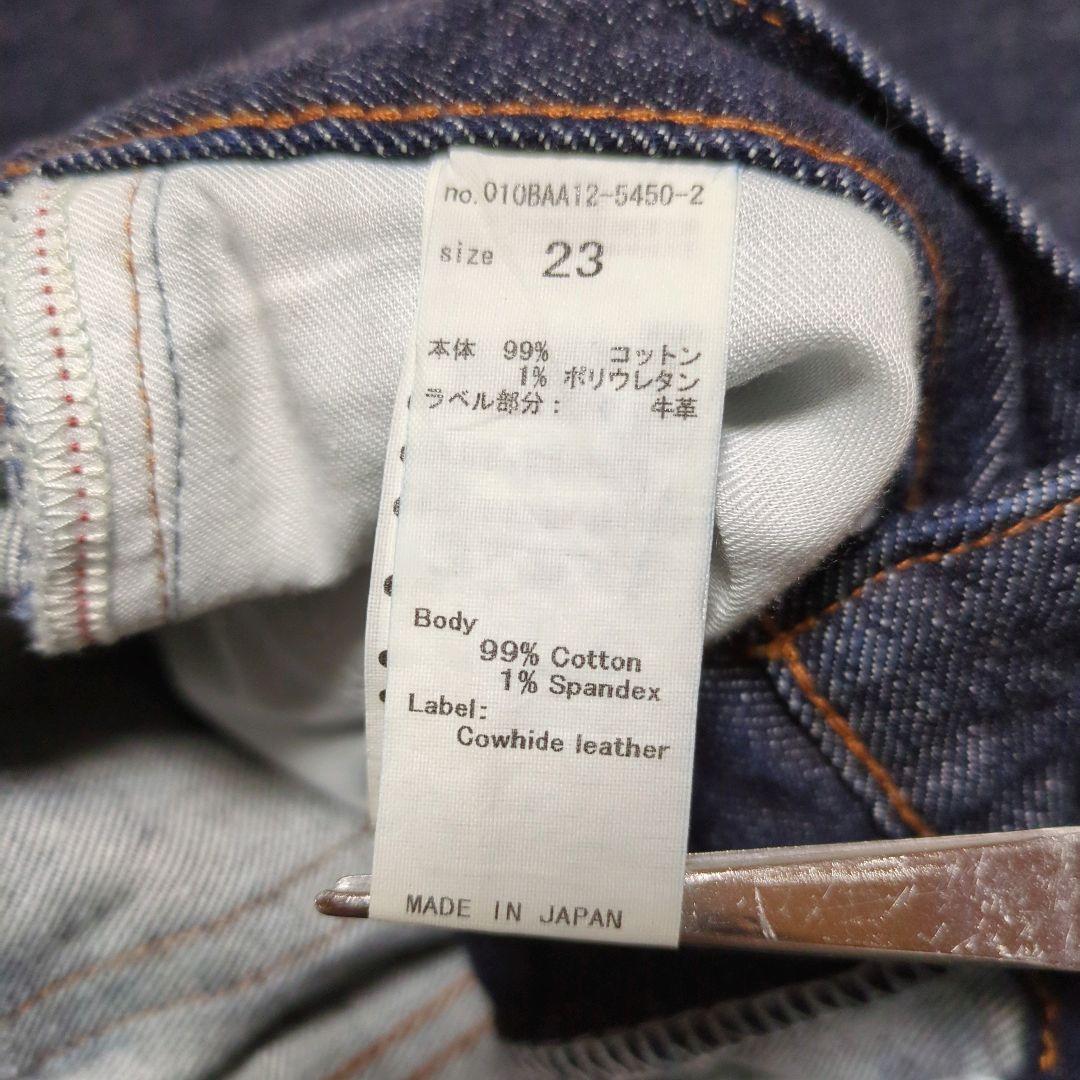 no.010BAA12-5450-2
size 23
本体 99% コットン
1% ポリウレタン
ラベル部分： 牛革
Body
99% Cotton
1% Spandex
Label:
Cowhide leather
MADE IN JAPAN